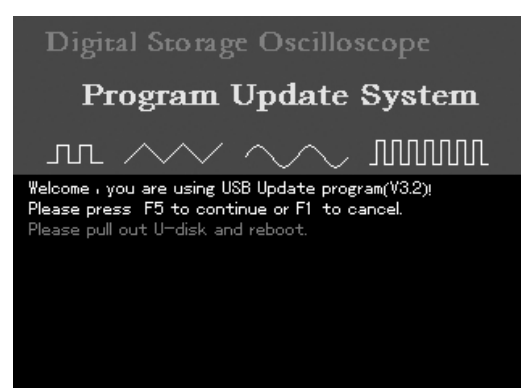 Digital Storage Oscilloscope
Program Update System
Welcome , you are using USB Update program(V3.2)!
Please press F5 to continue or F1 to cancel.
Please pull out U-disk and reboot.